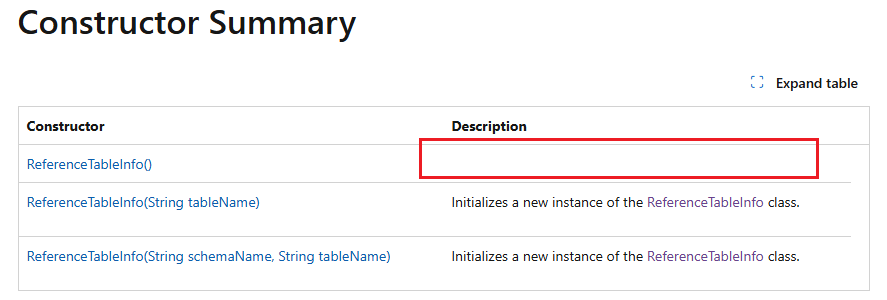 Constructor Summary
Expand table
Constructor Description
ReferenceTableInfo()
ReferenceTableInfo(String tableName) Initializes a new instance of the ReferenceTableInfo class.
ReferenceTableInfo(String schemaName, String tableName) Initializes a new instance of the ReferenceTableInfo class.